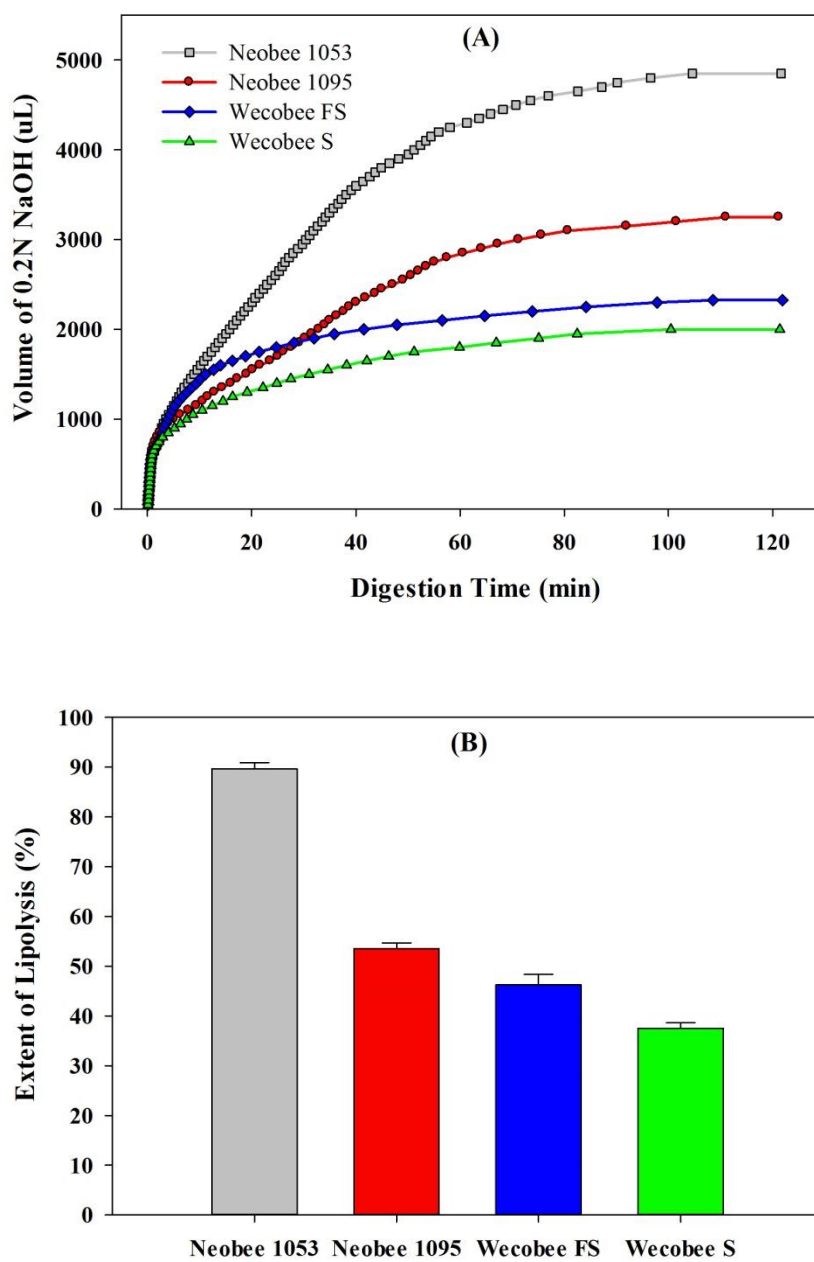 (A)
Neobee 1053
Neobee 1095
Wecobee FS
Wecobee S
Volume of 0.2N NaOH (uL)
5000
4000
3000
2000
1000
0
0 20 40 60 80 100 120
Digestion Time (min)
(B)
Extent of Lipolysis (%)
100
90
80
70
60
50
40
30
20
10
0
Neobee 1053 Neobee 1095 Wecobee FS Wecobee S